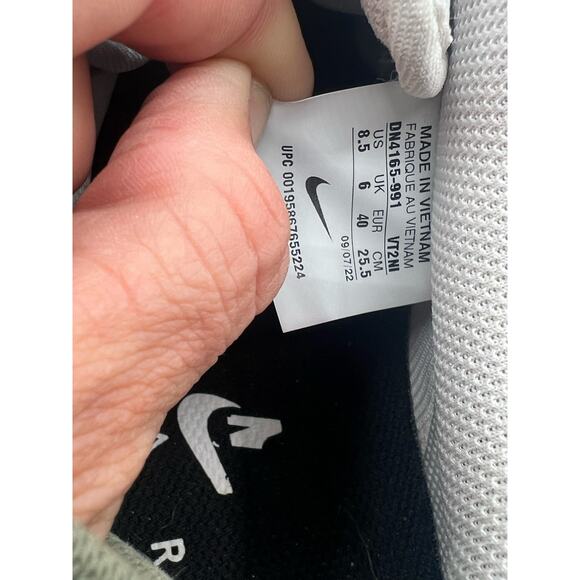 MADE IN VIETNAM
FABRIQUE AU VIETNAM
DN4165-991 VT2NI
US UK EUR CM
8.5 6 40 25.5
09/07/22
UPC 00195867655224
R